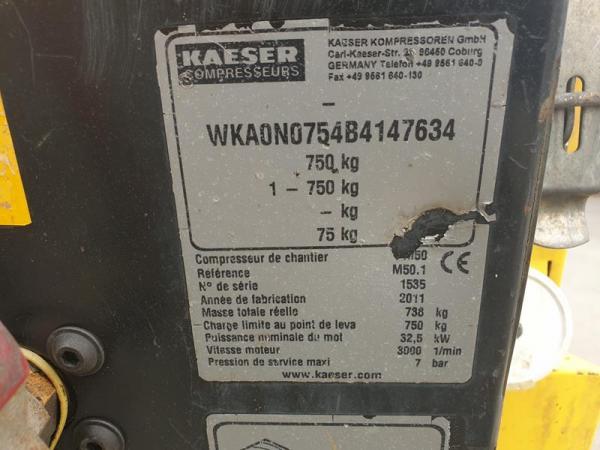 KAESER
COMPRESSEURS
KAESER KOMPRESSOREN GmbH
Carl-Kaeser-Str. 26 96450 Coburg
GERMANY Telefon +49 9561 640-0
Fax +49 9561 640-130
–
WKA0N0754B4147634
750 kg
1 – 750 kg
– kg
75 kg
Compresseur de chantier M50
Référence M50.1
N° de série 1535
Année de fabrication 2011
Masse totale réelle 738 kg
Charge limite au point de leva 750 kg
Puissance nominale du mot 32,5 kW
Vitesse moteur 3000 1/min
Pression de service maxi 7 bar
www.kaeser.com
CE